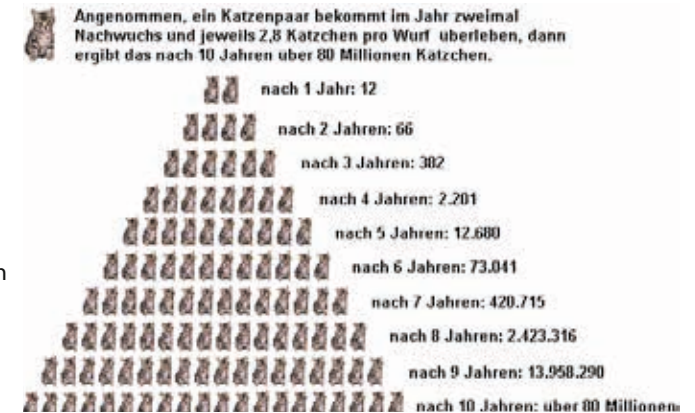 Angenommen, ein Katzenpaar bekommt im Jahr zweimal
Nachwuchs und jeweils 2,8 Kätzchen pro Wurf uberleben, dann
ergibt das nach 10 Jahren uber 80 Millionen Katzchen.
nach 1 Jahr: 12
nach 2 Jahren: 66
nach 3 Jahren: 382
nach 4 Jahren: 2.201
nach 5 Jahren: 12.680
n
nach 6 Jahren: 73.041
nach 7 Jahren: 420.715
nach 8 Jahren: 2.423.316
nach 9 Jahren: 13.958.290
nach 10 Jahren: uber 80 Millionen